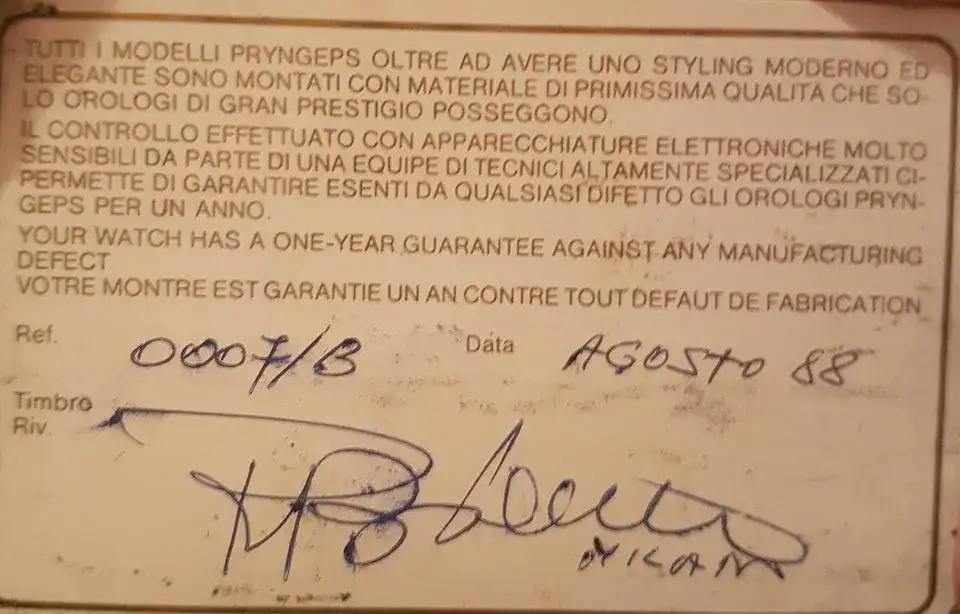 TUTTI I MODELLI PRYNGEPS OLTRE AD AVERE UNO STYLING MODERNO ED
ELEGANTE SONO MONTATI CON MATERIALE DI PRIMISSIMA QUALITA CHE SO-
LO OROLOGI DI GRAN PRESTIGIO POSSEGGONO.
IL CONTROLLO EFFETTUATO CON APPARECCHIATURE ELETTRONICHE MOLTO
SENSIBILI DA PARTE DI UNA EQUIPE DI TECNICI ALTAMENTE SPECIALIZZATI CI-
PERMETTE DI GARANTIRE ESENTI DA QUALSIASI DIFETTO GLI OROLOGI PRYN-
GEPS PER UN ANNO.
YOUR WATCH HAS A ONE-YEAR GUARANTEE AGAINST ANY MANUFACTURING
DEFECT
VOTRE MONTRE EST GARANTIE UN AN CONTRE TOUT DEFAUT DE FABRICATION
Ref. 0007/B Data AGOSTO 88
Timbro
Riv.